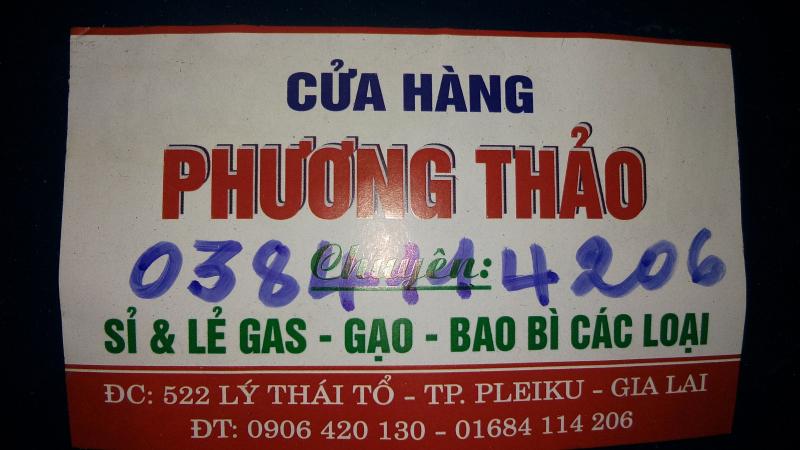 CỬA HÀNG
PHƯƠNG THẢO
0384114206
Chuyên:
SỈ & LẺ GAS - GẠO - BAO BÌ CÁC LOẠI
ĐC: 522 LÝ THÁI TỔ - TP. PLEIKU - GIA LAI
ĐT: 0906 420 130 - 01684 114 206